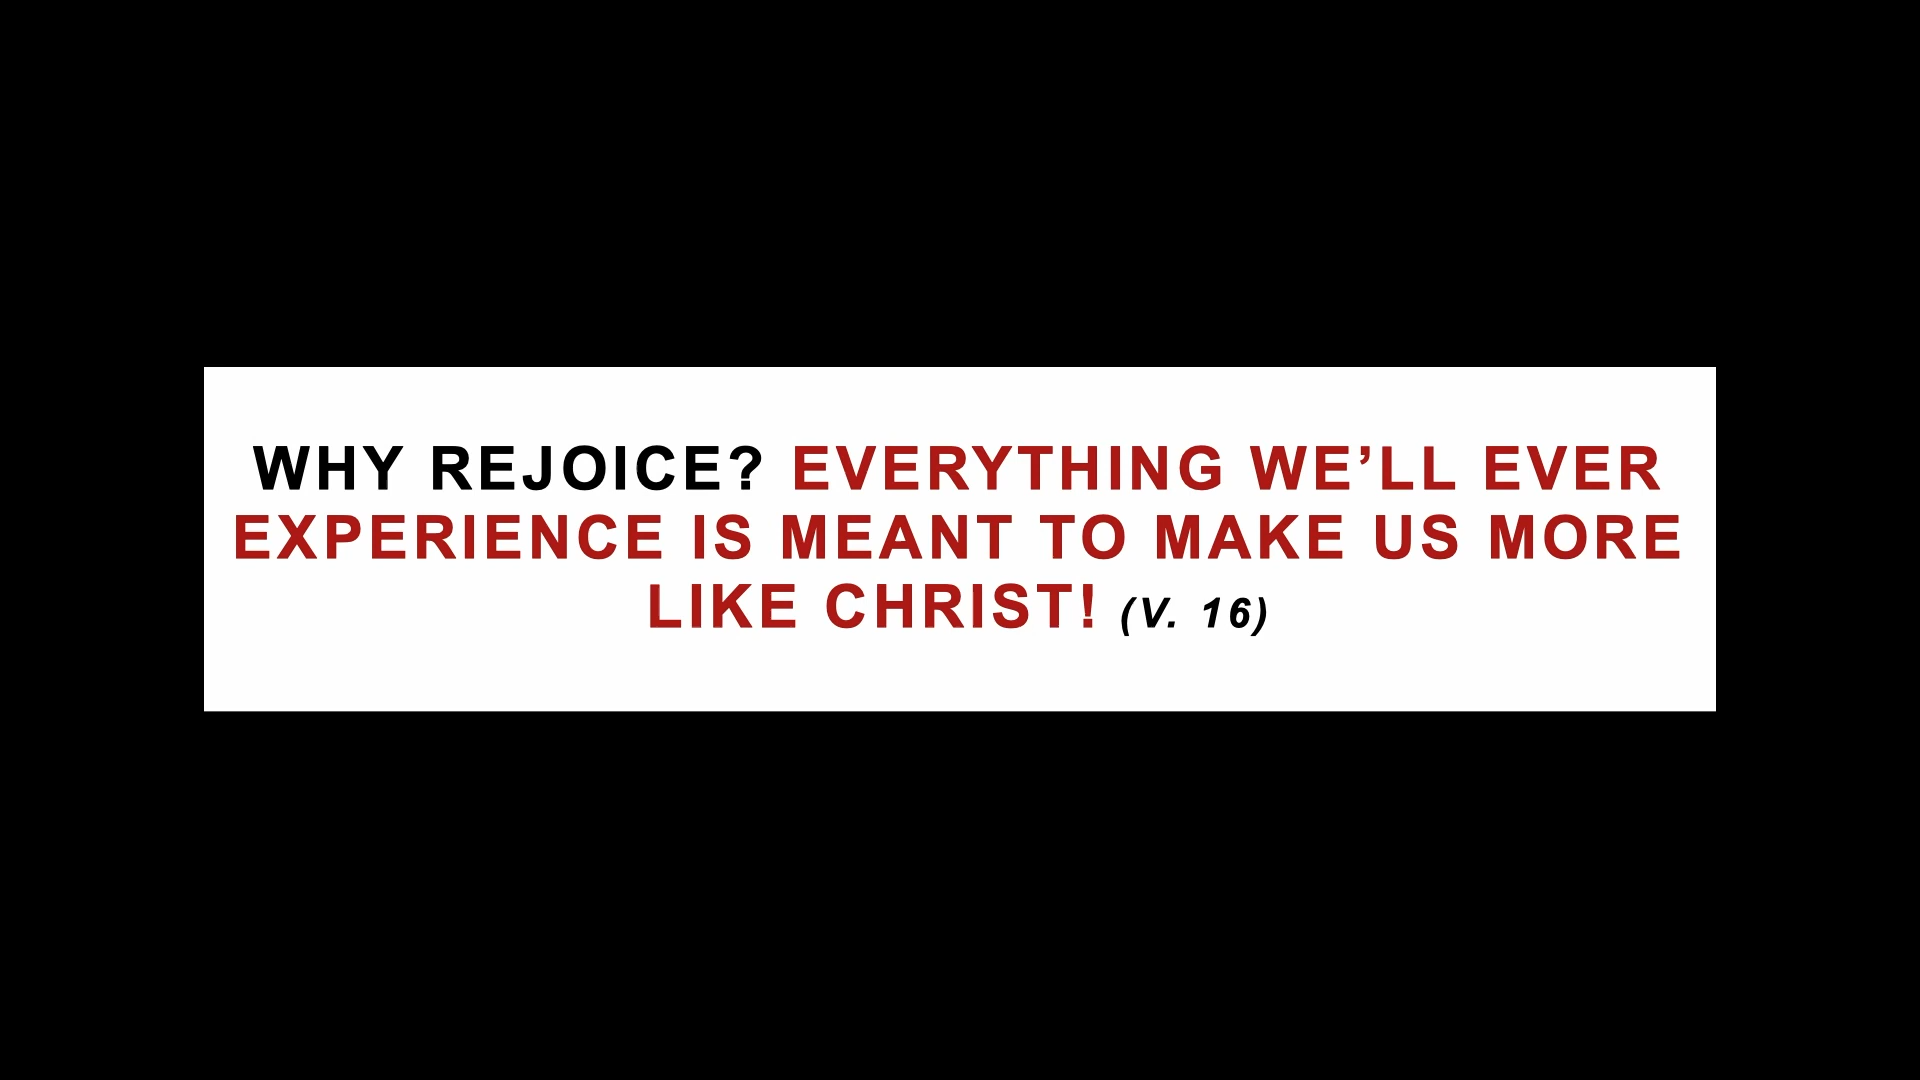 WHY REJOICE? EVERYTHING WE’LL EVER
EXPERIENCE IS MEANT TO MAKE US MORE
LIKE CHRIST! (V. 16)